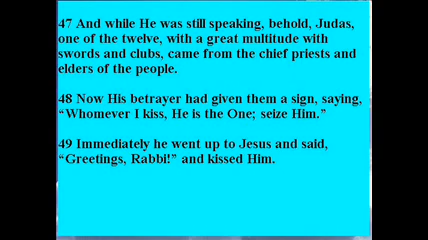 47 And while He was still speaking, behold, Judas,
one of the twelve, with a great multitude with
swords and clubs, came from the chief priests and
elders of the people.
48 Now His betrayer had given them a sign, saying,
“Whomever I kiss, He is the One; seize Him.”
49 Immediately he went up to Jesus and said,
“Greetings, Rabbi!” and kissed Him.